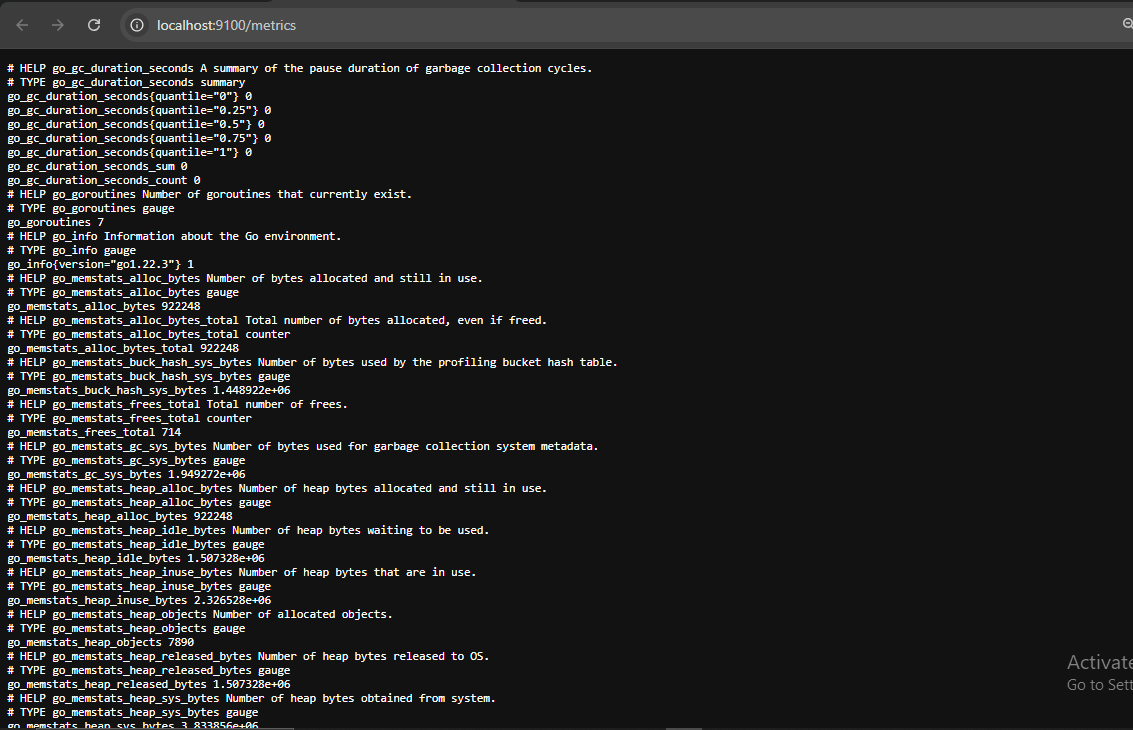 localhost:9100/metrics
# HELP go_gc_duration_seconds A summary of the pause duration of garbage collection cycles.
# TYPE go_gc_duration_seconds summary
go_gc_duration_seconds{quantile="0"} 0
go_gc_duration_seconds{quantile="0.25"} 0
go_gc_duration_seconds{quantile="0.5"} 0
go_gc_duration_seconds{quantile="0.75"} 0
go_gc_duration_seconds{quantile="1"} 0
go_gc_duration_seconds_sum 0
go_gc_duration_seconds_count 0
# HELP go_goroutines Number of goroutines that currently exist.
# TYPE go_goroutines gauge
go_goroutines 7
# HELP go_info Information about the Go environment.
# TYPE go_info gauge
go_info{version="go1.22.3"} 1
# HELP go_memstats_alloc_bytes Number of bytes allocated and still in use.
# TYPE go_memstats_alloc_bytes gauge
go_memstats_alloc_bytes 922248
# HELP go_memstats_alloc_bytes_total Total number of bytes allocated, even if freed.
# TYPE go_memstats_alloc_bytes_total counter
go_memstats_alloc_bytes_total 922248
# HELP go_memstats_buck_hash_sys_bytes Number of bytes used by the profiling bucket hash table.
# TYPE go_memstats_buck_hash_sys_bytes gauge
go_memstats_buck_hash_sys_bytes 1.448922e+06
# HELP go_memstats_frees_total Total number of frees.
# TYPE go_memstats_frees_total counter
go_memstats_frees_total 714
# HELP go_memstats_gc_sys_bytes Number of bytes used for garbage collection system metadata.
# TYPE go_memstats_gc_sys_bytes gauge
go_memstats_gc_sys_bytes 1.949272e+06
# HELP go_memstats_heap_alloc_bytes Number of heap bytes allocated and still in use.
# TYPE go_memstats_heap_alloc_bytes gauge
go_memstats_heap_alloc_bytes 922248
# HELP go_memstats_heap_idle_bytes Number of heap bytes waiting to be used.
# TYPE go_memstats_heap_idle_bytes gauge
go_memstats_heap_idle_bytes 1.507328e+06
# HELP go_memstats_heap_inuse_bytes Number of heap bytes that are in use.
# TYPE go_memstats_heap_inuse_bytes gauge
go_memstats_heap_inuse_bytes 2.326528e+06
# HELP go_memstats_heap_objects Number of allocated objects.
# TYPE go_memstats_heap_objects gauge
go_memstats_heap_objects 7890
# HELP go_memstats_heap_released_bytes Number of heap bytes released to OS.
# TYPE go_memstats_heap_released_bytes gauge
go_memstats_heap_released_bytes 1.507328e+06
# HELP go_memstats_heap_sys_bytes Number of heap bytes obtained from system.
# TYPE go_memstats_heap_sys_bytes gauge
go_memstats_heap_sys_bytes 3.833856e+06
Activate
Go to Sett